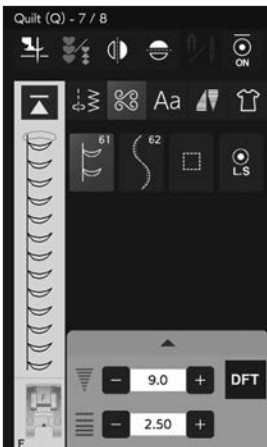 Quilt (Q) - 7 / 8
ON
Aa
61
62
L.S
- 9.0 + DFT
- 2.50 +
F